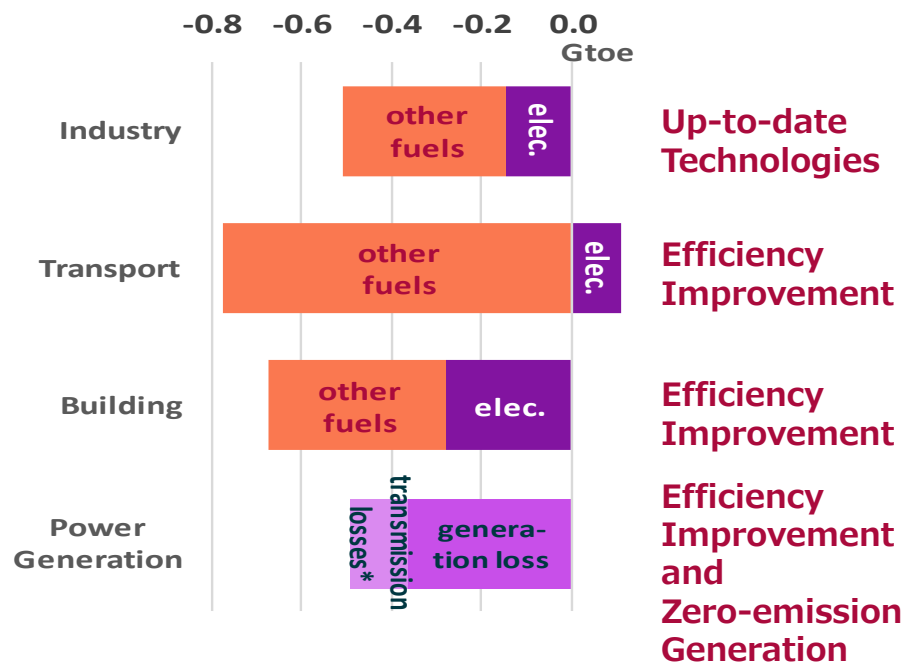 -0.8 -0.6 -0.4 -0.2 0.0
Gtoe
Industry
other
fuels
elec.
Up-to-date
Technologies
Transport
other
fuels
elec.
Efficiency
Improvement
Building
other
fuels
elec.
Efficiency
Improvement
Power
Generation
transmission
losses*
genera-
tion loss
Efficiency
Improvement
and
Zero-emission
Generation